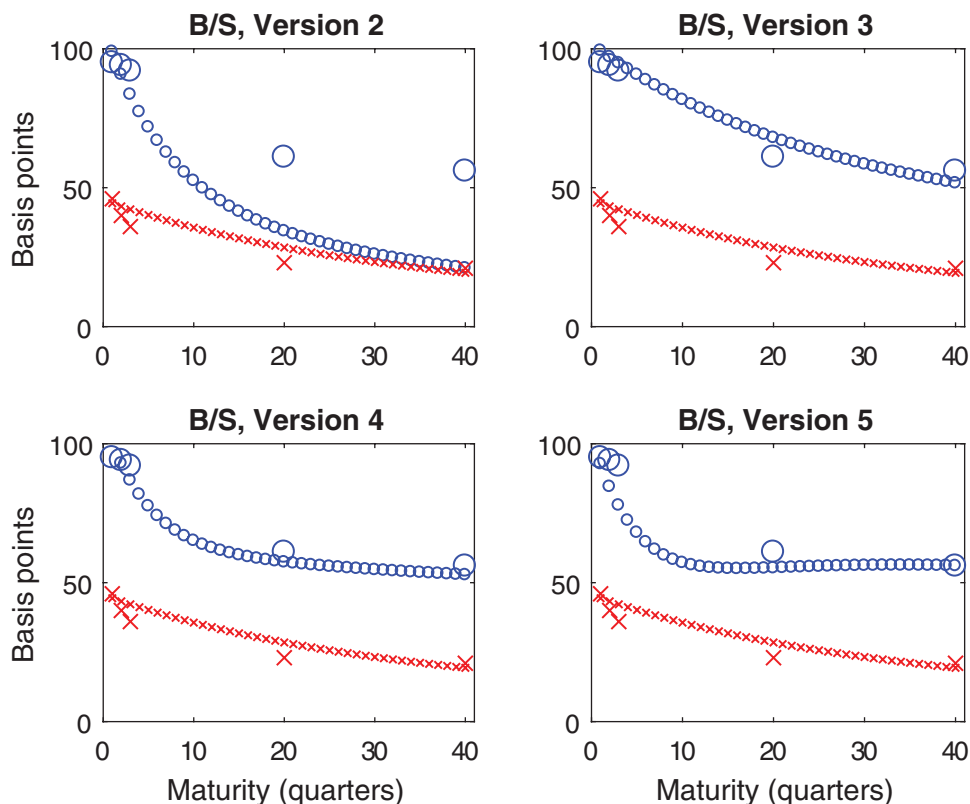 B/S, Version 2
B/S, Version 3
Basis points
100
50
0
0 10 20 30 40
100
50
0
0 10 20 30 40
B/S, Version 4
B/S, Version 5
Basis points
100
50
0
0 10 20 30 40
Maturity (quarters)
100
50
0
0 10 20 30 40
Maturity (quarters)